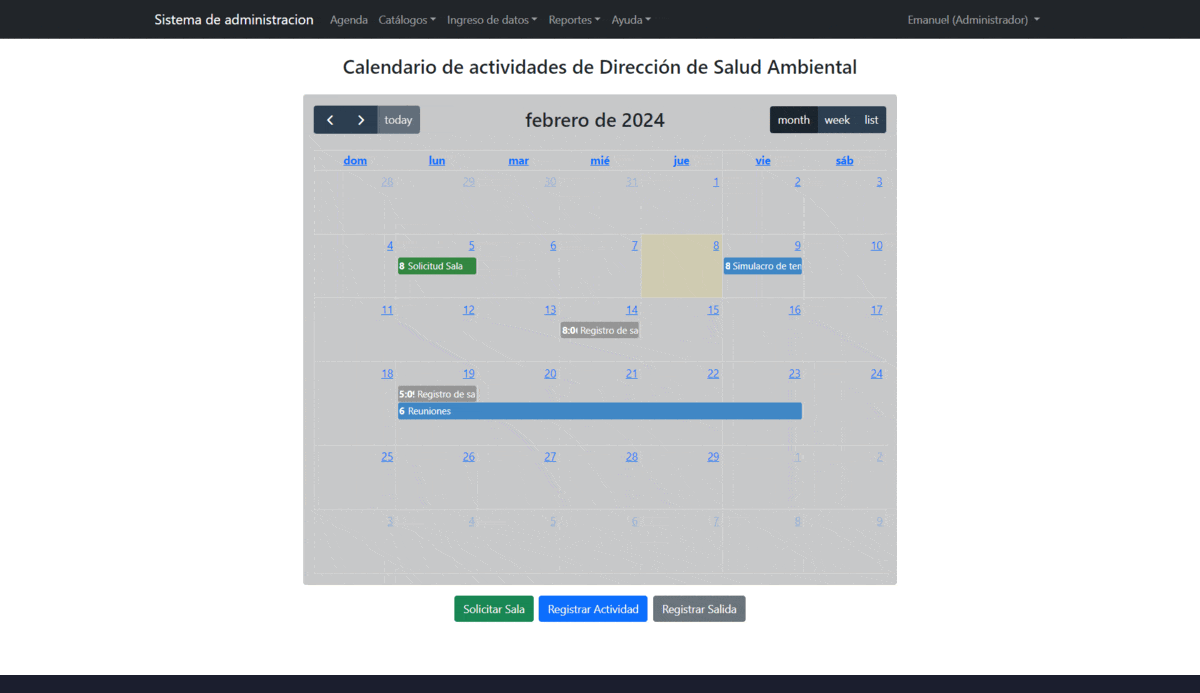 Sistema de administracion Agenda Catálogos Ingreso de datos Reportes Ayuda Emanuel (Administrador)
Calendario de actividades de Dirección de Salud Ambiental
today febrero de 2024 month week list
dom lun mar mié jue vie sáb
28 29 30 31 1 2 3
4 5 6 7 8 9 10
8 Solicitud Sala 8 Simulacro de
11 12 13 14 15 16 17
Registro de sa
18 19 20 21 22 23 24
Registro de sa
6 Reuniones
25 26 27 28 29 1 2
3 4 5 6 7 8 9
Solicitar Sala Registrar Actividad Registrar Salida